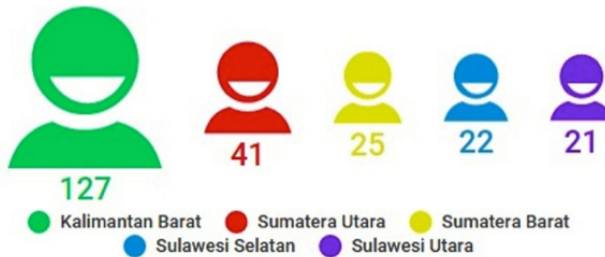 127
41
25
22
21
Kalimantan Barat
Sumatera Utara
Sumatera Barat
Sulawesi Selatan
Sulawesi Utara